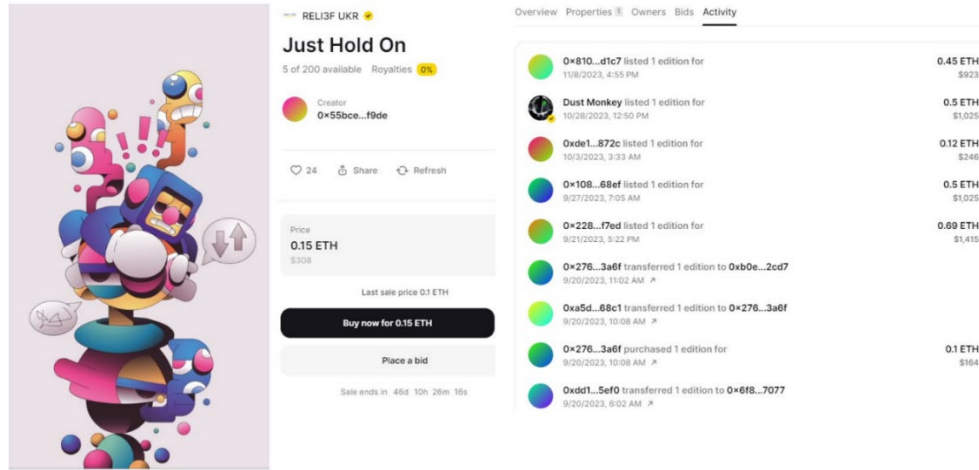 RELI3F UKR
Just Hold On
5 of 200 available Royalties 0%
Creator
0×55bce...f9de
24 Share Refresh
Price
0.15 ETH
$308
Last sale price 0.1 ETH
Buy now for 0.15 ETH
Place a bid
Sale ends in 46d 10h 26m 16s
Overview Properties 1 Owners Bids Activity
0×810...d1c7 listed 1 edition for 0.45 ETH
11/8/2023, 4:55 PM $923
Dust Monkey listed 1 edition for 0.5 ETH
10/28/2023, 12:50 PM $1,025
0xde1...872c listed 1 edition for 0.12 ETH
10/3/2023, 3:33 AM $246
0×108...68ef listed 1 edition for 0.5 ETH
9/27/2023, 7:05 AM $1,025
0×228...f7ed listed 1 edition for 0.69 ETH
9/21/2023, 5:22 PM $1,415
0×276...3a6f transferred 1 edition to 0xb0e...2cd7
9/20/2023, 11:02 AM ↗
0xa5d...68c1 transferred 1 edition to 0×276...3a6f
9/20/2023, 10:08 AM ↗
0×276...3a6f purchased 1 edition for 0.1 ETH
9/20/2023, 10:08 AM ↗ $164
0xdd1...5ef0 transferred 1 edition to 0×6f8...7077
9/20/2023, 6:02 AM ↗